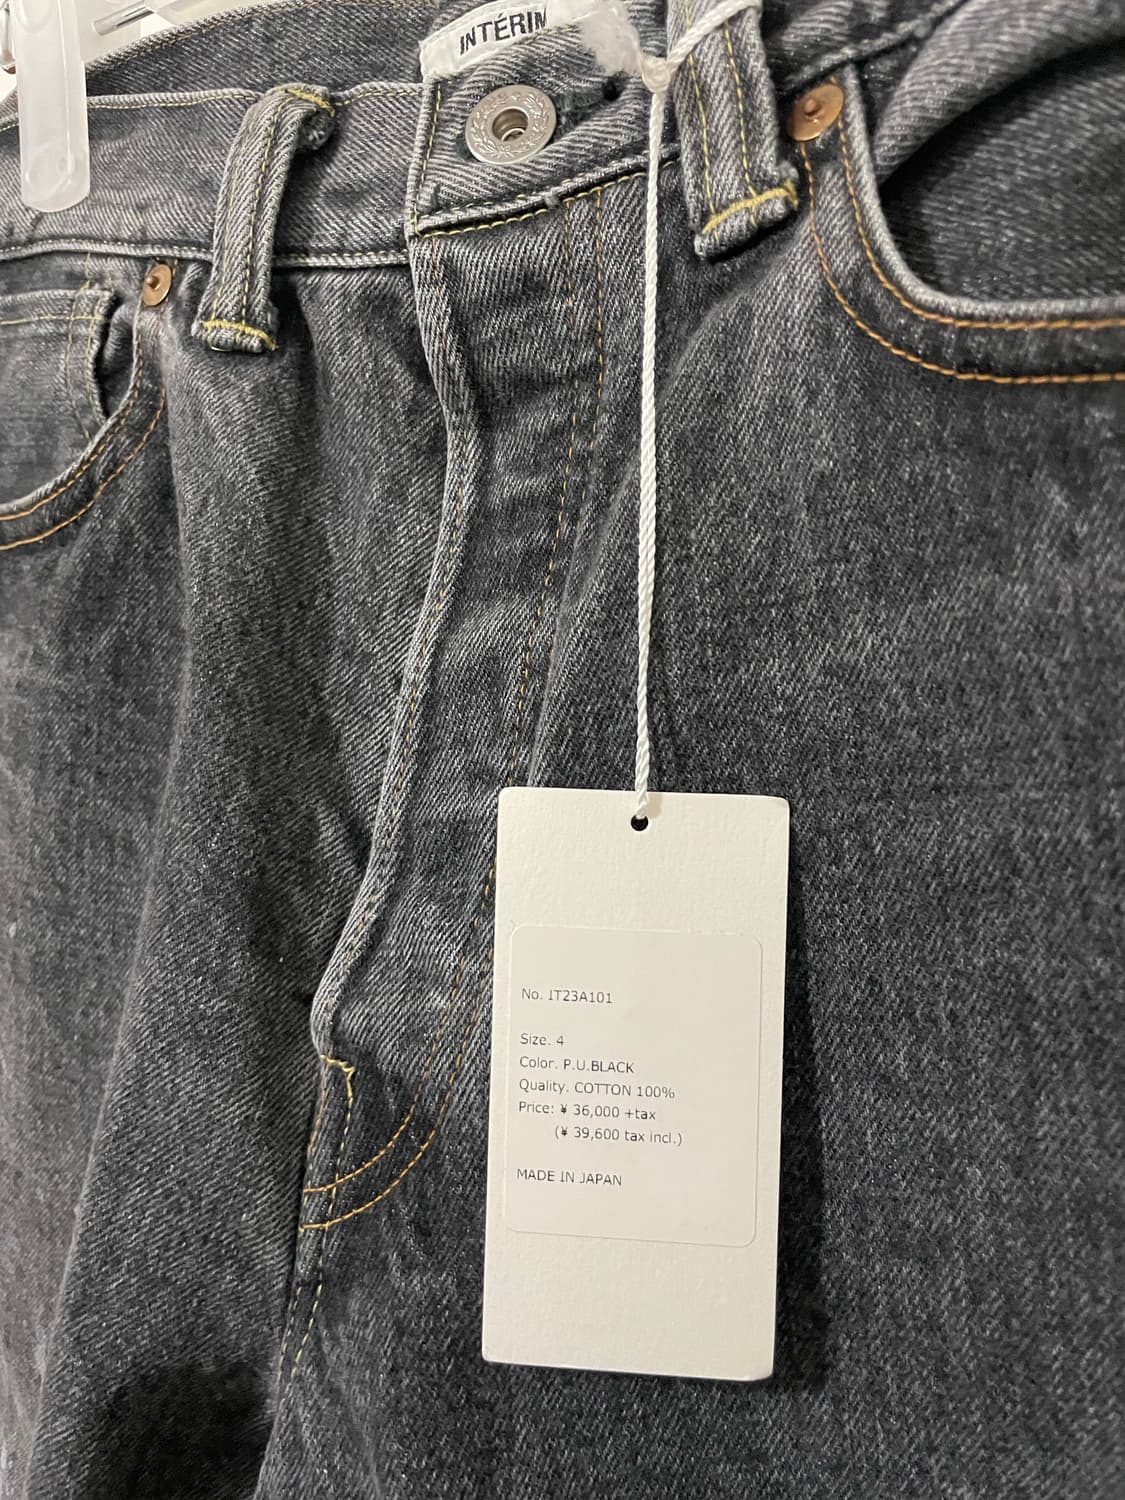 INTÉRIM
No. IT23A101
Size. 4
Color. P.U.BLACK
Quality. COTTON 100%
Price: ¥ 36,000 +tax
(¥ 39,600 tax incl.)
MADE IN JAPAN